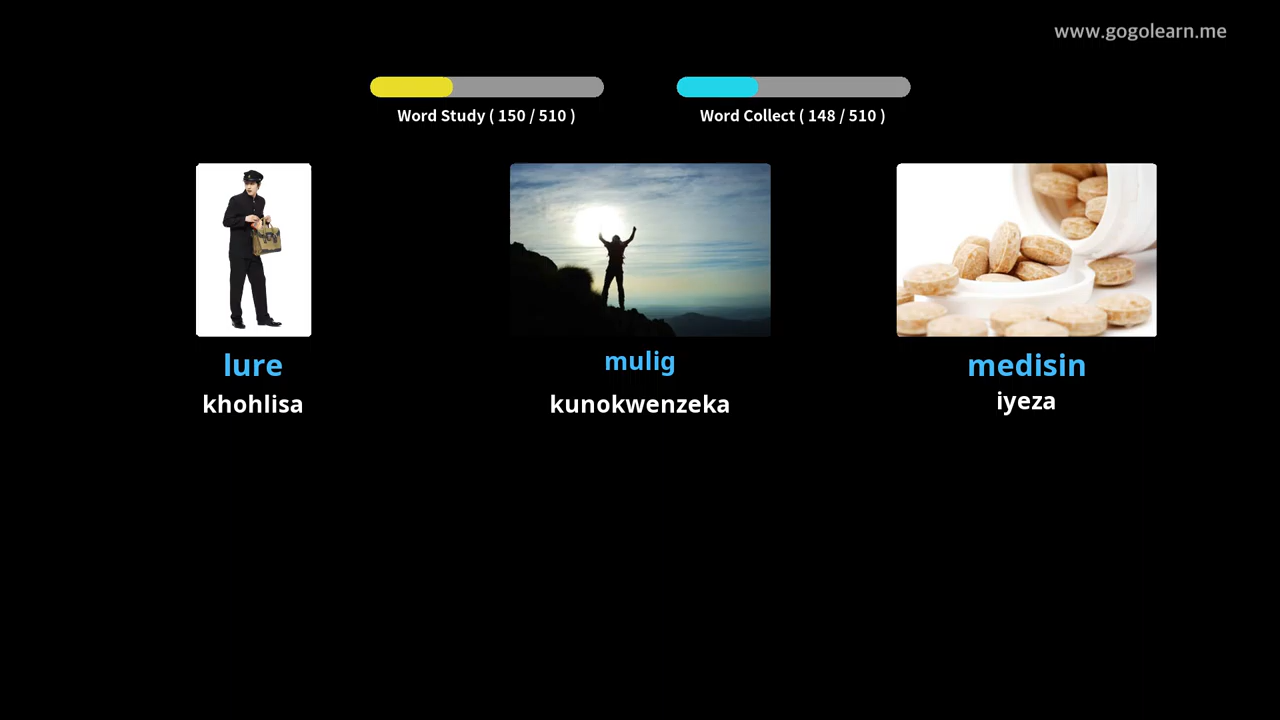 www.gogolearn.me
Word Study ( 150 / 510 )
Word Collect ( 148 / 510 )
lure
khohlisa
mulig
kunokwenzeka
medisin
iyeza